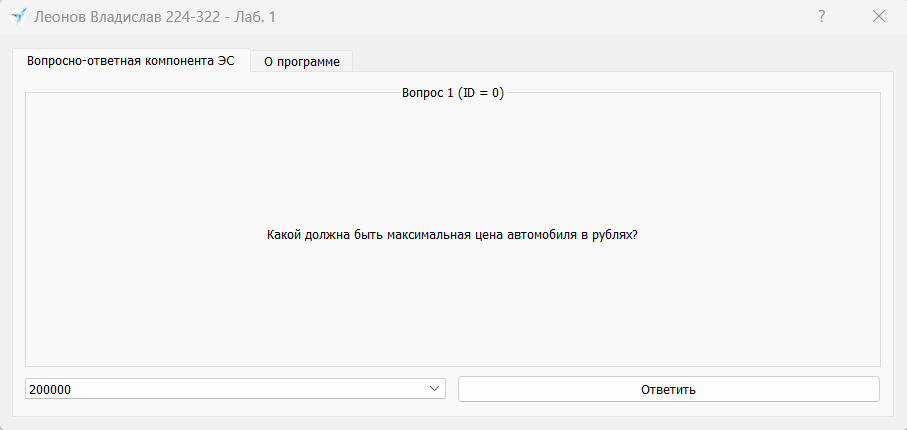 Леонов Владислав 224-322 - Лаб. 1
?
Вопросно-ответная компонента ЭС
О программе
Вопрос 1 (ID = 0)
Какой должна быть максимальная цена автомобиля в рублях?
200000
Ответить